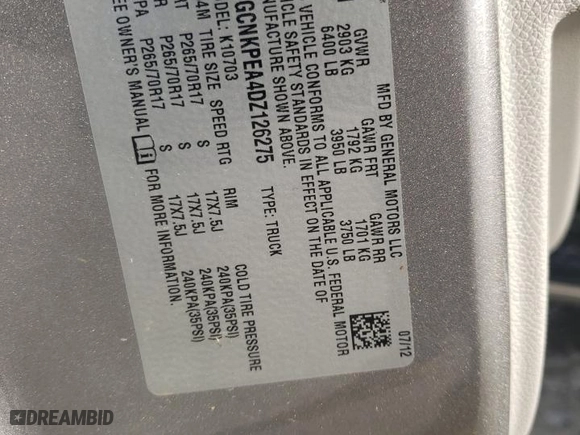 MFD BY GENERAL MOTORS LLC
07/12
GVWR GAWR FRT GAWR RR
2903 KG 1792 KG 1701 KG
6400 LB 3950 LB 3750 LB
VEHICLE CONFORMS TO ALL APPLICABLE U.S. FEDERAL MOTOR
VEHICLE SAFETY STANDARDS IN EFFECT ON THE DATE OF
MANUFACTURE SHOWN ABOVE.
GCNKPEA4DZ126275 TYPE: TRUCK
MODEL: K10703
TIRE SIZE SPEED RTG RIM COLD TIRE PRESSURE
P265/70R17 S 17X7.5J 240KPA(35PSI)
P265/70R17 S 17X7.5J 240KPA(35PSI)
P265/70R17 S 17X7.5J 240KPA(35PSI)
SEE OWNER'S MANUAL FOR MORE INFORMATION.
DREAMBID